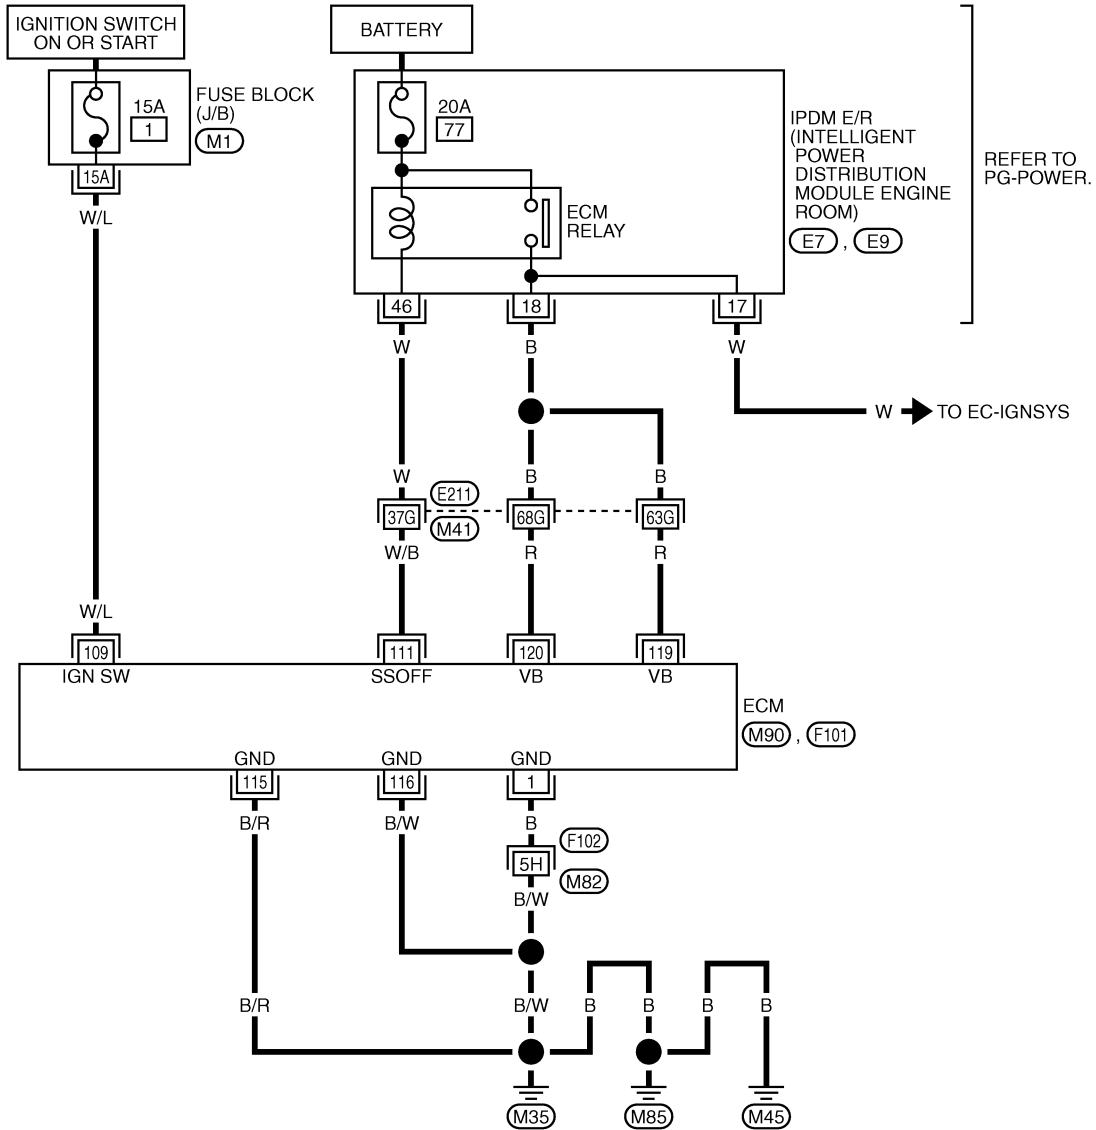 IGNITION SWITCH
ON OR START
BATTERY
FUSE BLOCK
(J/B)
M1
15A
1
15A
W/L
20A
77
ECM
RELAY
IPDM E/R
(INTELLIGENT
POWER
DISTRIBUTION
MODULE ENGINE
ROOM)
E7 , E9
REFER TO
PG-POWER.
46
18
17
W
B
W
W TO EC-IGNSYS
W
B
B
E211
37G
68G
63G
M41
W/B
R
R
W/L
109
111
120
119
IGN SW
SSOFF
VB
VB
ECM
M90 , F101
GND
GND
GND
115
116
1
B/R
B/W
B
F102
5H
M82
B/W
B/R
B/W
B
B
B
B
M35
M85
M45